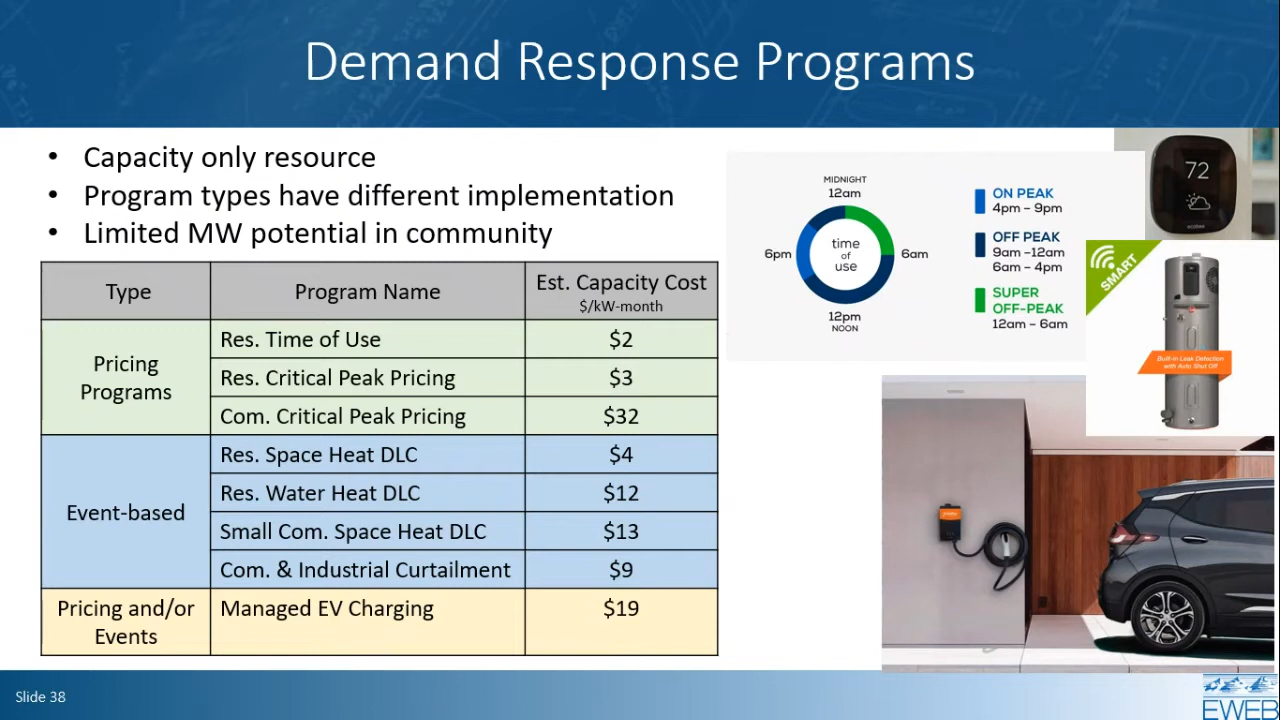 Demand Response Programs
• Capacity only resource
• Program types have different implementation
• Limited MW potential in community
Type Program Name Est. Capacity Cost
$/kW-month
Pricing
Programs
Res. Time of Use $2
Res. Critical Peak Pricing $3
Com. Critical Peak Pricing $32
Event-based
Res. Space Heat DLC $4
Res. Water Heat DLC $12
Small Com. Space Heat DLC $13
Com. & Industrial Curtailment $9
Pricing and/or
Events
Managed EV Charging $19
MIDNIGHT
12am
6pm
time
of
use
6am
12pm
NOON
ON PEAK
4pm – 9pm
OFF PEAK
9am –12am
6am – 4pm
SUPER
OFF-PEAK
12am – 6am
72
ecobee
SMART
Built-in Leak Detection
with Auto Shut Off
Slide 38
EWEB